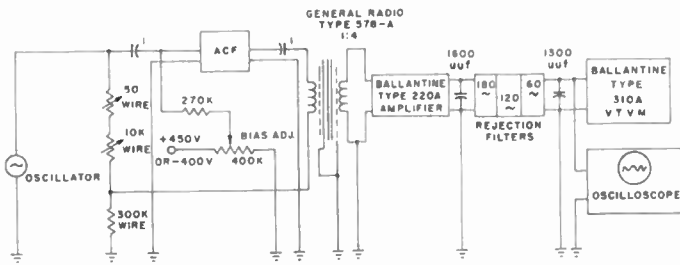 GENERAL RADIO
TYPE 578-A
1:4
1
ACF
1
50
WIRE
10K
WIRE
300K
WIRE
OSCILLATOR
270K
+450V
OR-400V
BIAS ADJ.
400K
BALLANTINE
TYPE 220A
AMPLIFIER
1600
uuf
180
120
60
REJECTION
FILTERS
1300
uuf
BALLANTINE
TYPE
310A
VTVM
OSCILLOSCOPE